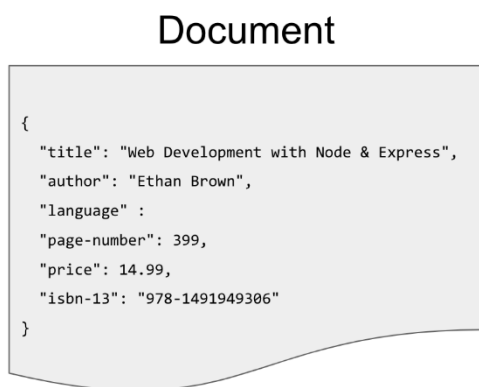 Document
{
"title": "Web Development with Node & Express",
"author": "Ethan Brown",
"language" :
"page-number": 399,
"price": 14.99,
"isbn-13": "978-1491949306"
}